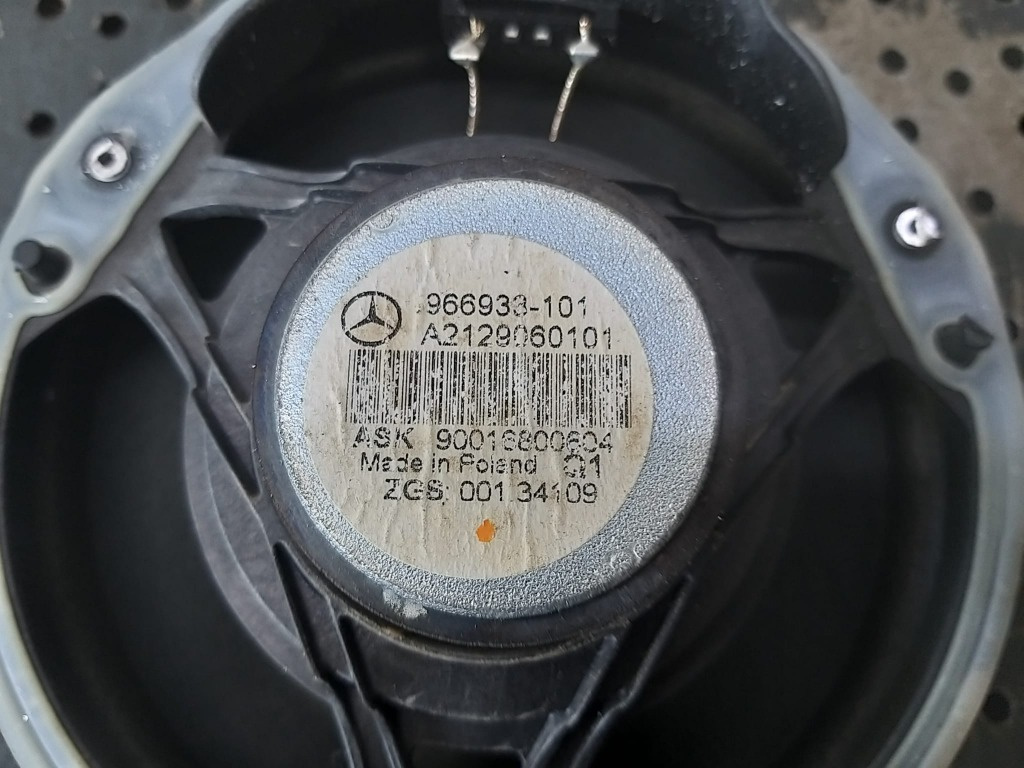 966933-101
A2129060101
ASK 90016800604
Made in Poland Q1
ZGS: 001 34109